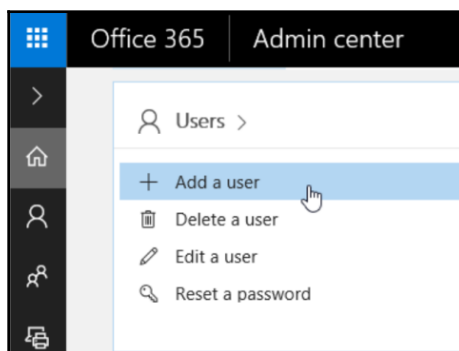 Office 365 Admin center
Users >
Add a user
Delete a user
Edit a user
Reset a password